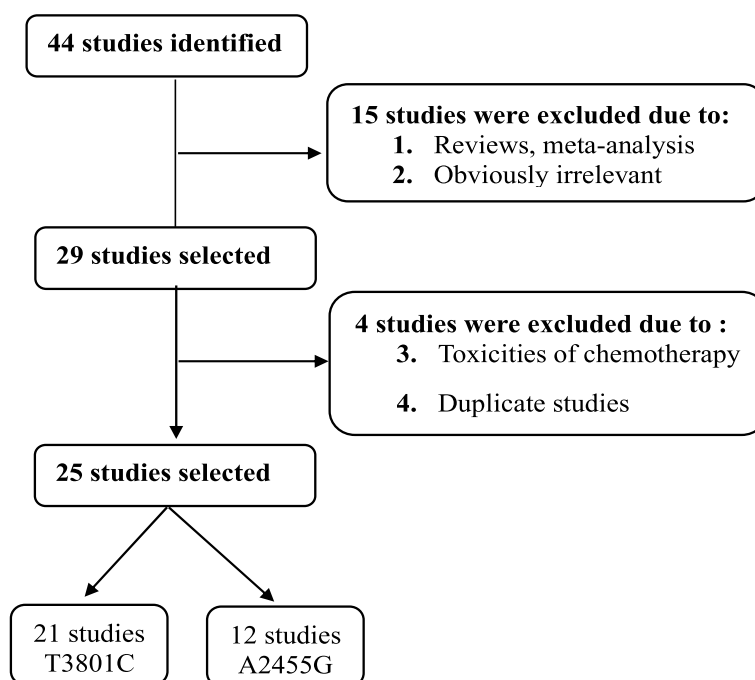 44 studies identified
15 studies were excluded due to:
1. Reviews, meta-analysis
2. Obviously irrelevant
29 studies selected
4 studies were excluded due to :
3. Toxicities of chemotherapy
4. Duplicate studies
25 studies selected
21 studies
T3801C
12 studies
A2455G